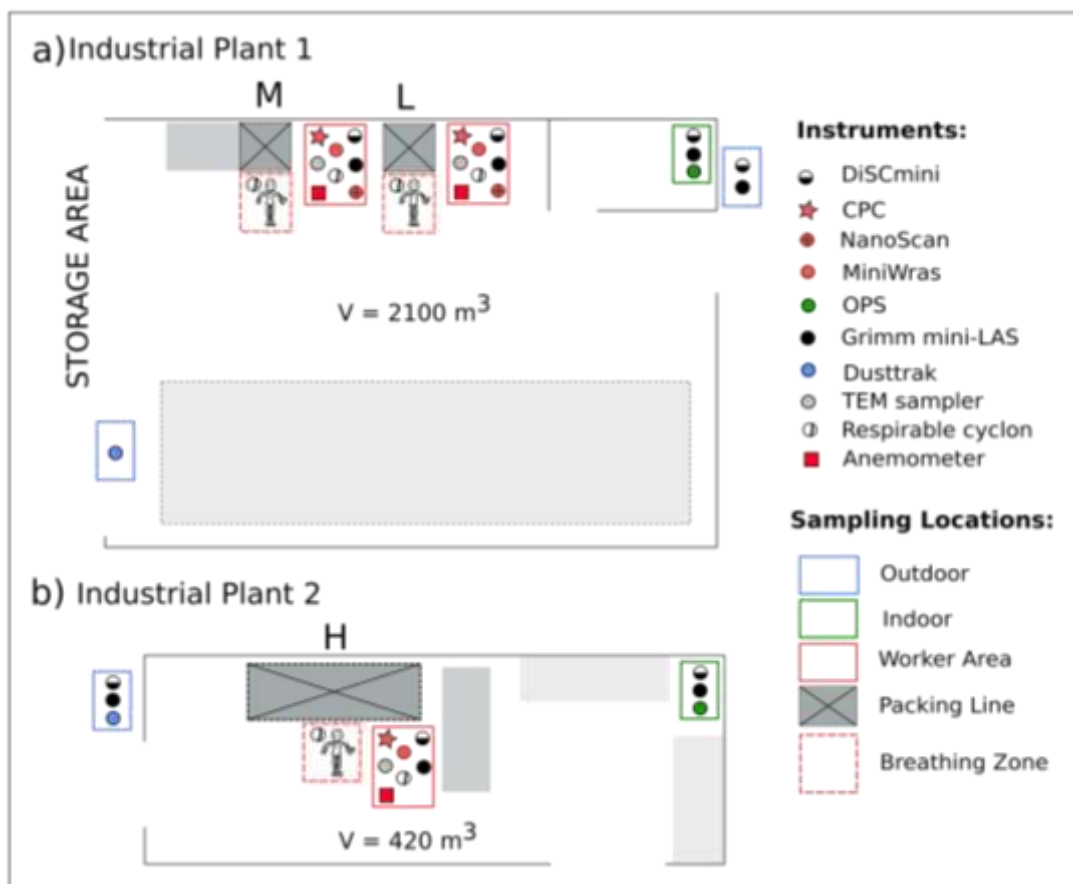 a) Industrial Plant 1
M
L
STORAGE AREA
V = 2100 m³
Instruments:
DiSCmini
CPC
NanoScan
MiniWras
OPS
Grimm mini-LAS
Dusttrak
TEM sampler
Respirable cyclon
Anemometer
Sampling Locations:
Outdoor
Indoor
Worker Area
Packing Line
Breathing Zone
b) Industrial Plant 2
H
V = 420 m³